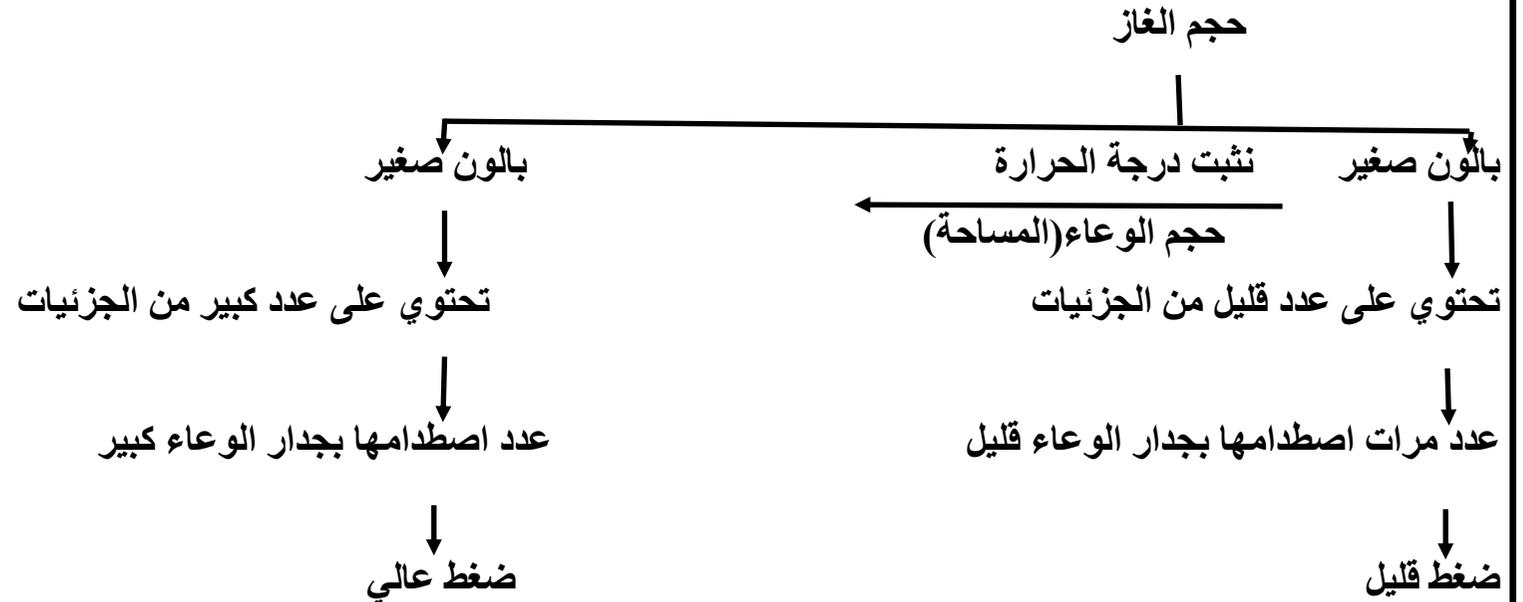 حجم الغاز
بالون صغير
نثبت درجة الحرارة
بالون صغير
حجم الوعاء(المساحة)
تحتوي على عدد قليل من الجزئيات
تحتوي على عدد كبير من الجزئيات
عدد مرات اصطدامها بجدار الوعاء قليل
عدد اصطدامها بجدار الوعاء كبير
ضغط قليل
ضغط عالي